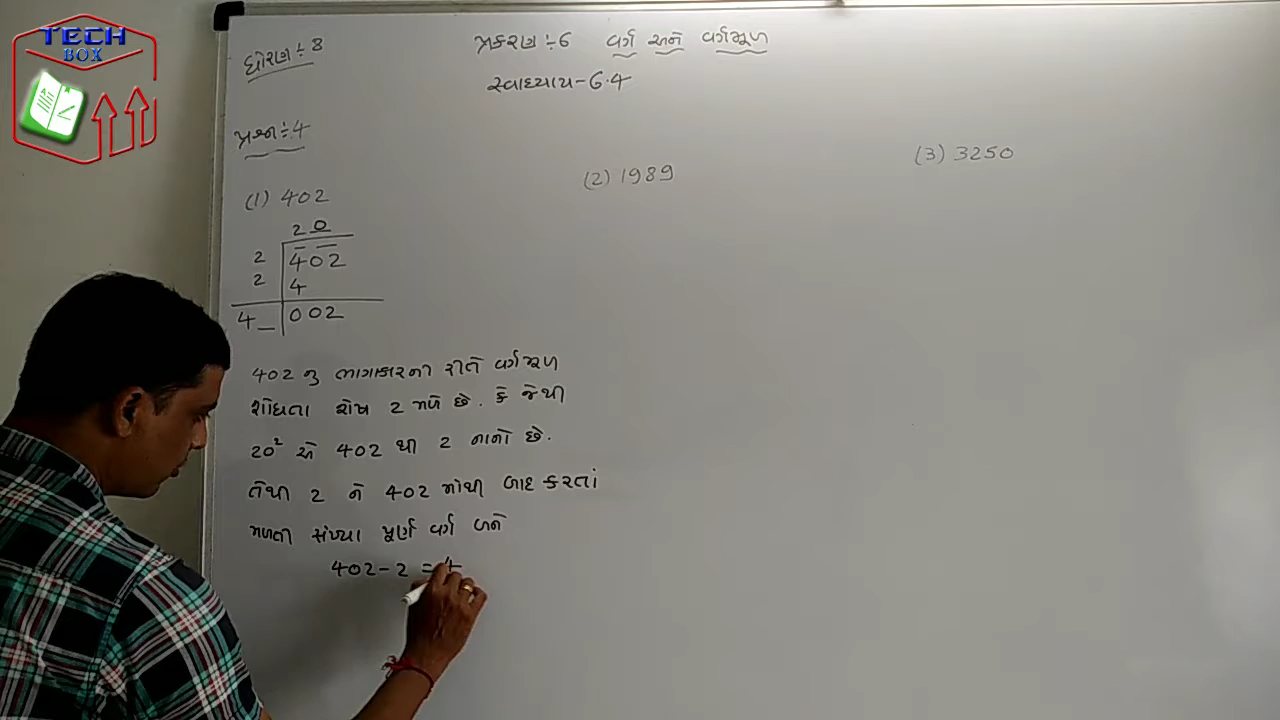 TECH
BOX
ધોરણ ÷ 8
પ્રકરણ ÷ 6 વર્ગ અને વર્ગમૂળ
સ્વાધ્યાય-6.4
પ્રશ્ન ÷ 4
(1) 402
(2) 1989
(3) 3250
20
2 402
2 4
4_ 002
402 નુ ભાગાકારની રીતે વર્ગમૂળ
શોધતા શેષ 2 મળે છે. કે જેથી
20² એ 402 થી 2 નાનો છે.
તેથી 2 ને 402 માંથી બાદ કરતાં
મળતી સંખ્યા પૂર્ણ વર્ગ બને
402-2 = 4